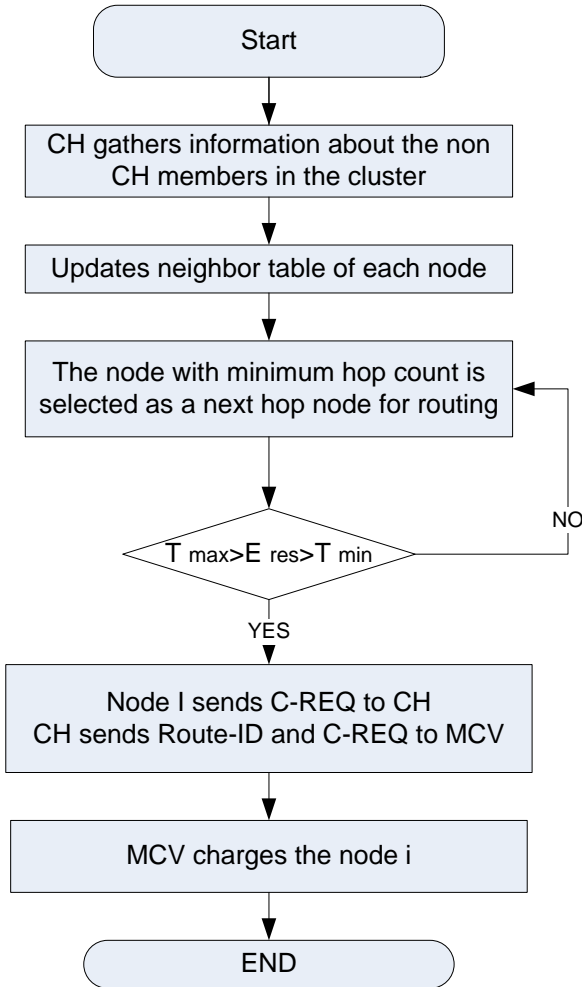 Start
CH gathers information about the non
CH members in the cluster
Updates neighbor table of each node
The node with minimum hop count is
selected as a next hop node for routing
T max>E res>T min
NO
YES
Node I sends C-REQ to CH
CH sends Route-ID and C-REQ to MCV
MCV charges the node i
END